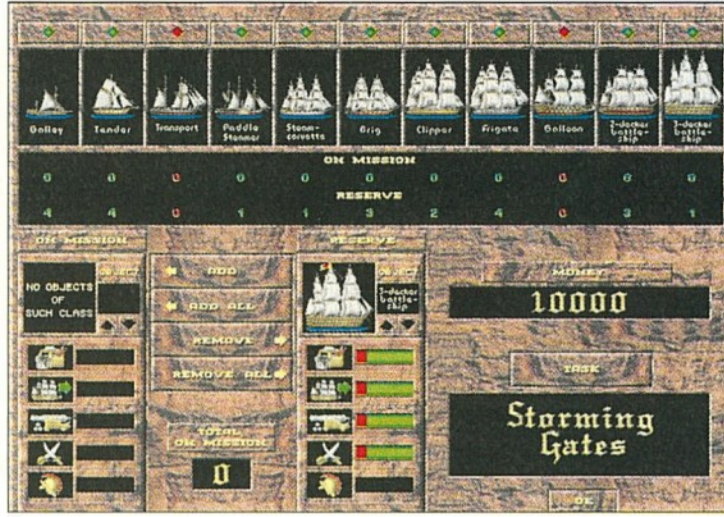 Galley Tender Transport Paddle Steamer Steam-corvette Brig Clipper Frigate Galleon 2-decker battle-ship 3-decker battle-ship
ON MISSION
0 0 0 0 0 0 0 0 0 0 0
RESERVE
4 4 0 1 1 3 2 4 0 3 1
ON MISSION
RESERVE
NO OBJECTS
OF
SUCH CLASS
OBJECT
ADD
ADD ALL
REMOVE
REMOVE ALL
TOTAL
ON MISSION
0
OBJECT
3-decker
battle-
ship
MONEY
10000
TASK
Storming
Gates
OK